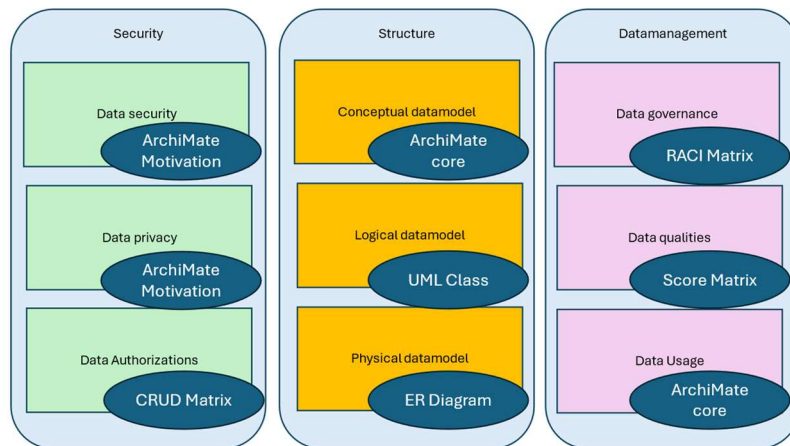 Security
Data security
ArchiMate
Motivation
Data privacy
ArchiMate
Motivation
Data Authorizations
CRUD Matrix
Structure
Conceptual datamodel
ArchiMate
core
Logical datamodel
UML Class
Physical datamodel
ER Diagram
Datamanagement
Data governance
RACI Matrix
Data qualities
Score Matrix
Data Usage
ArchiMate
core